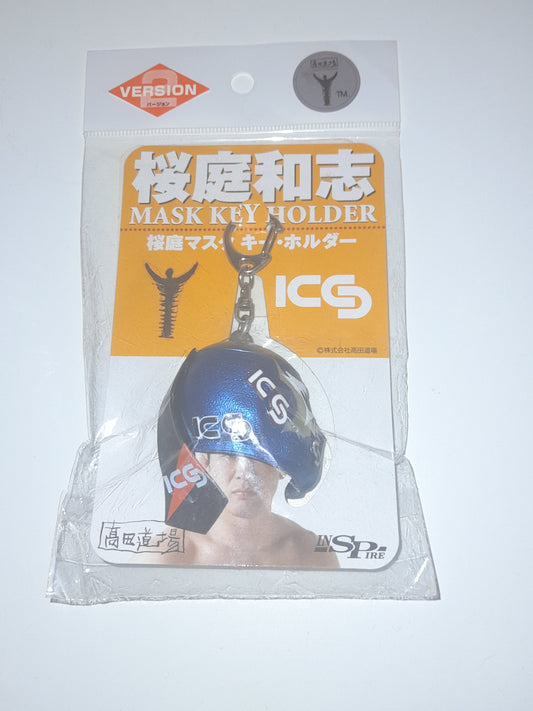 2
VERSION
バージョン
高田道場
TM
桜庭和志
MASK KEY HOLDER
桜庭マスク キー・ホルダー
ICS
©株式会社高田道場
ICS
ICS
ICS
高田道場
INSPIRE